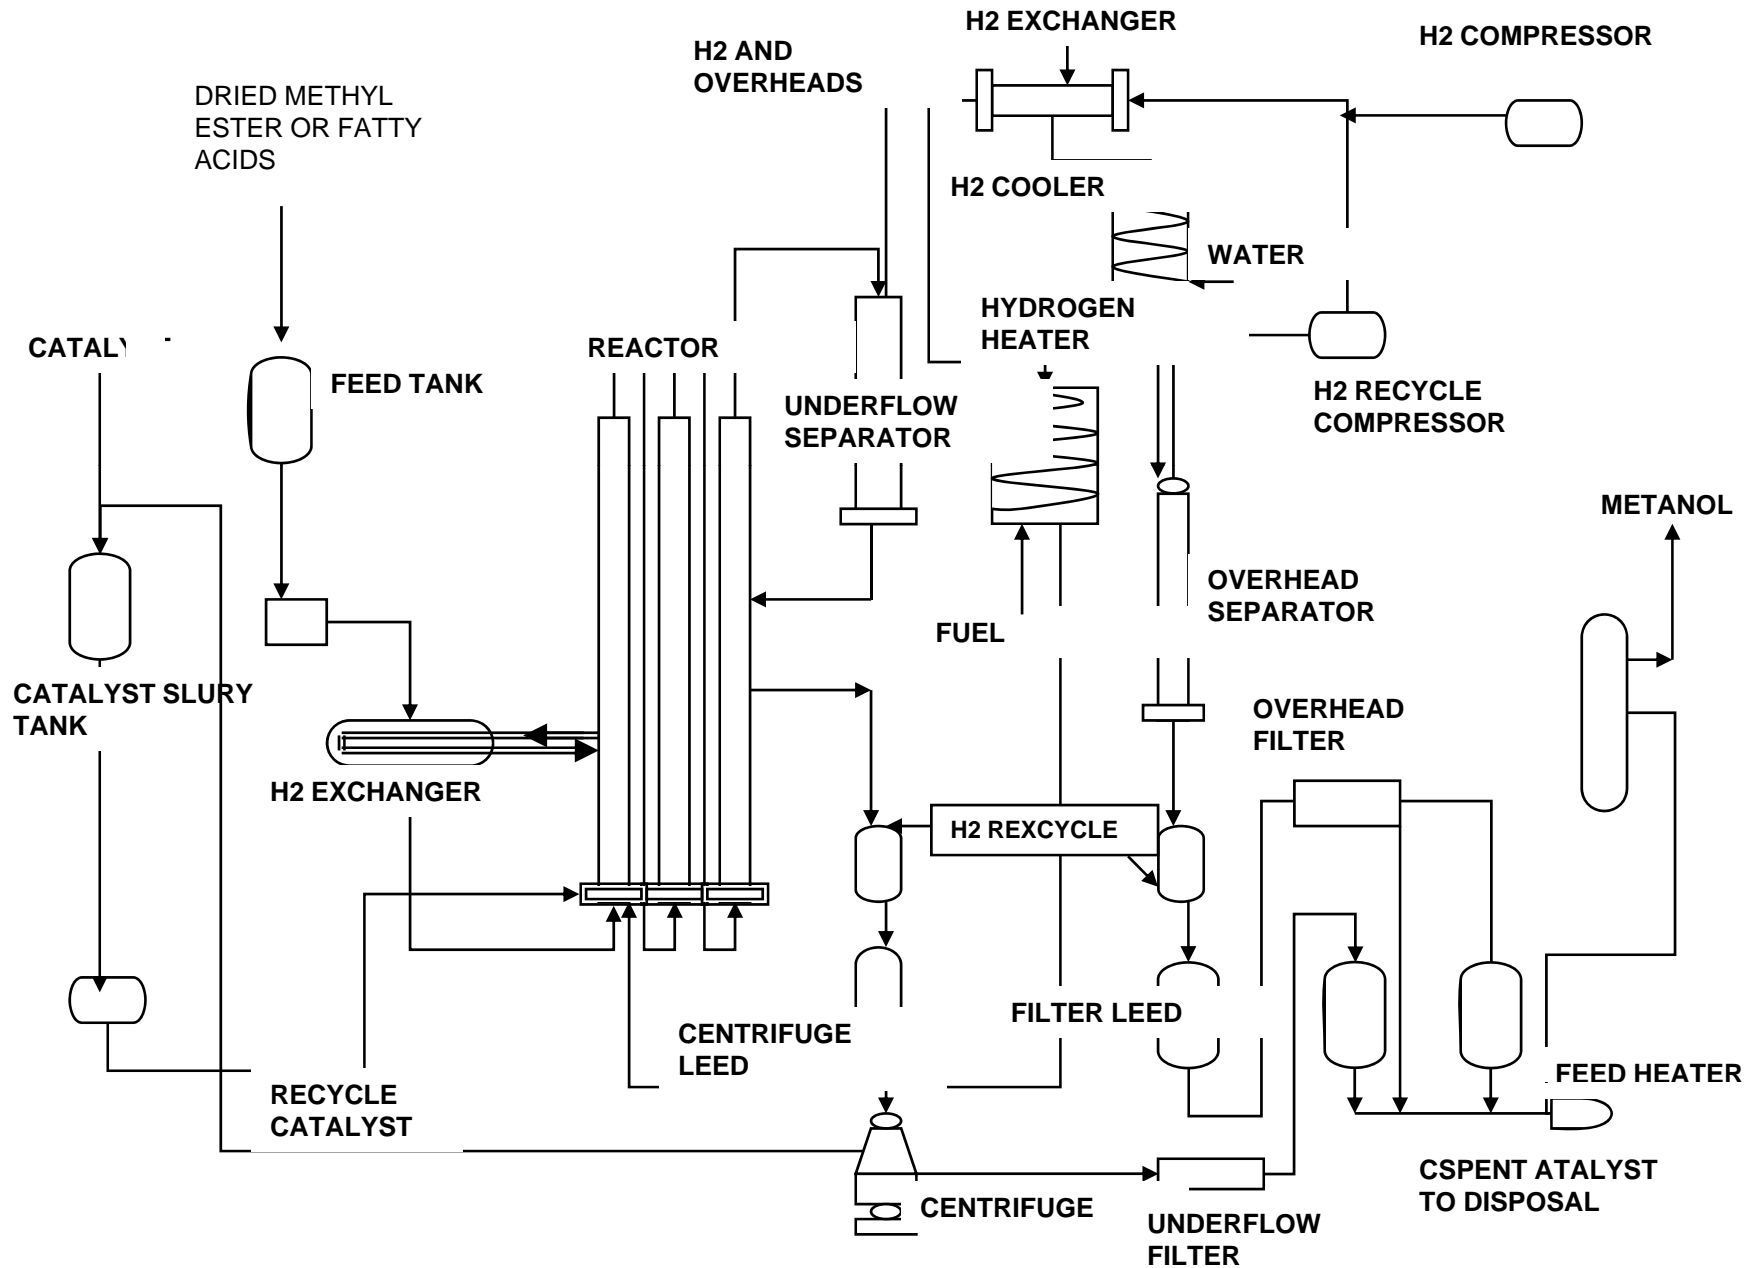 H2 EXCHANGER
H2 COMPRESSOR
H2 AND
OVERHEADS
DRIED METHYL
ESTER OR FATTY
ACIDS
H2 COOLER
WATER
HYDROGEN
HEATER
CATALY
REACTOR
FEED TANK
H2 RECYCLE
COMPRESSOR
UNDERFLOW
SEPARATOR
METANOL
OVERHEAD
SEPARATOR
FUEL
CATALYST SLURY
TANK
OVERHEAD
FILTER
H2 EXCHANGER
H2 REXCYCLE
FILTER LEED
CENTRIFUGE
LEED
FEED HEATER
RECYCLE
CATALYST
CSPENT ATALYST
TO DISPOSAL
CENTRIFUGE
UNDERFLOW
FILTER